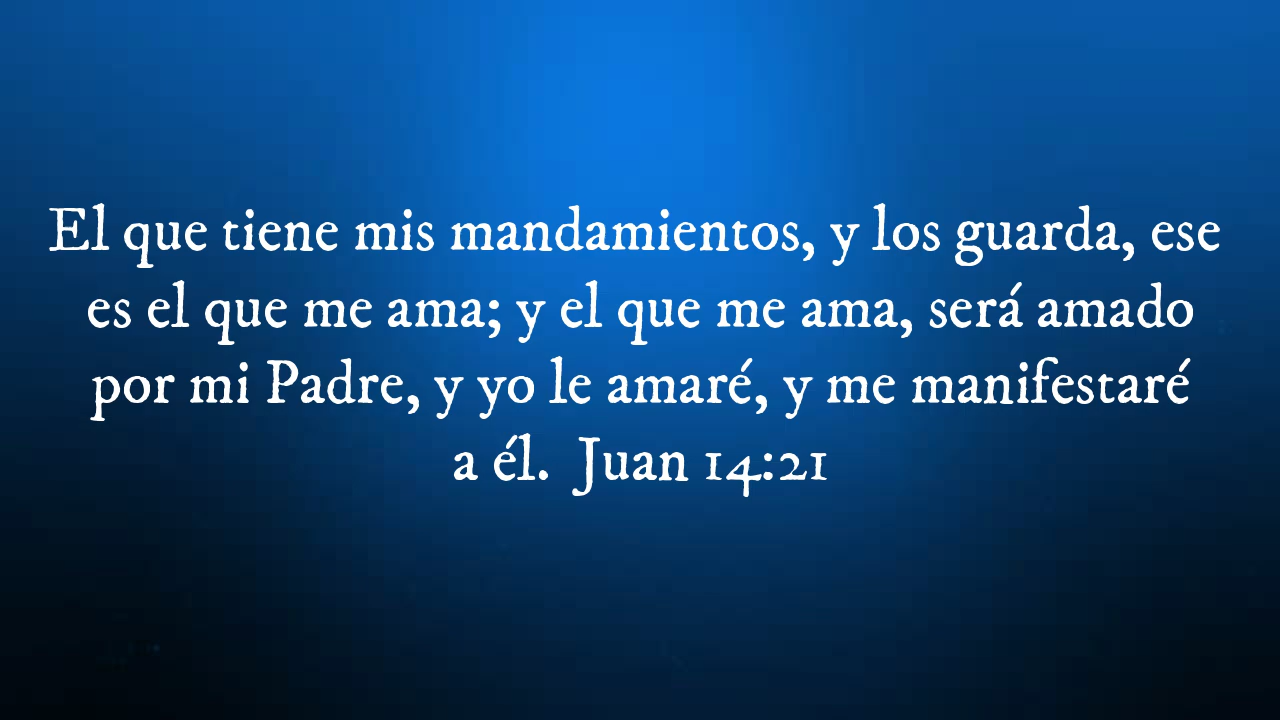 El que tiene mis mandamientos, y los guarda, ese
es el que me ama; y el que me ama, será amado
por mi Padre, y yo le amaré, y me manifestaré
a él. Juan 14:21